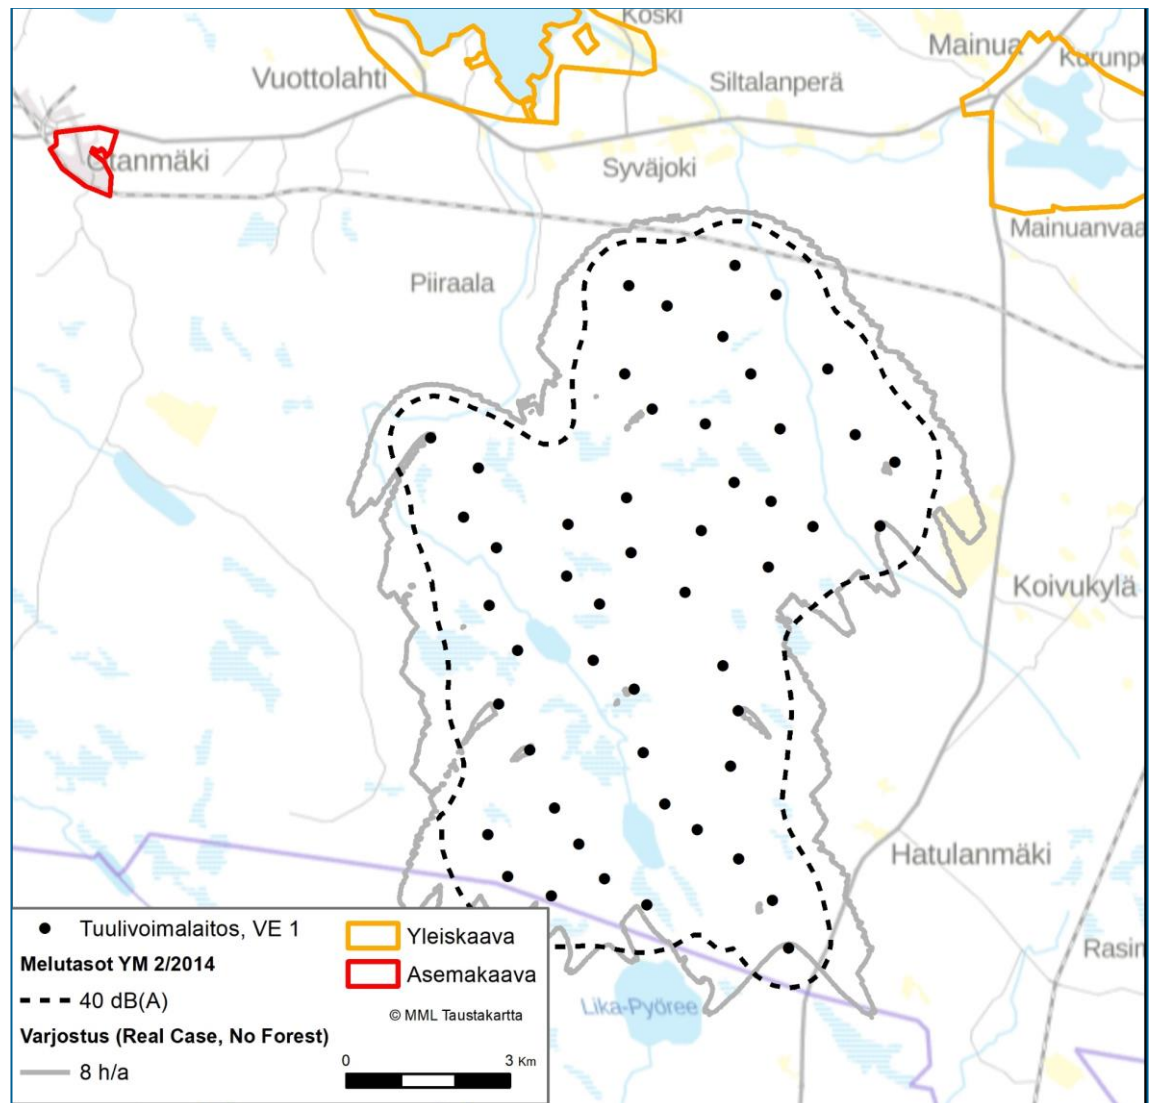 Koski
Mainua
Kurunpe
Vuottolahti
Siltalanperä
Otanmäki
Syväjoki
Mainuanvaa
Piiraala
Koivukylä
Hatulanmäki
Rasin
Lika-Pyöree
Tuulivoimalaitos, VE 1
Melutasot YM 2/2014
40 dB(A)
Varjostus (Real Case, No Forest)
8 h/a
Yleiskaava
Asemakaava
© MML Taustakartta
0 3 Km